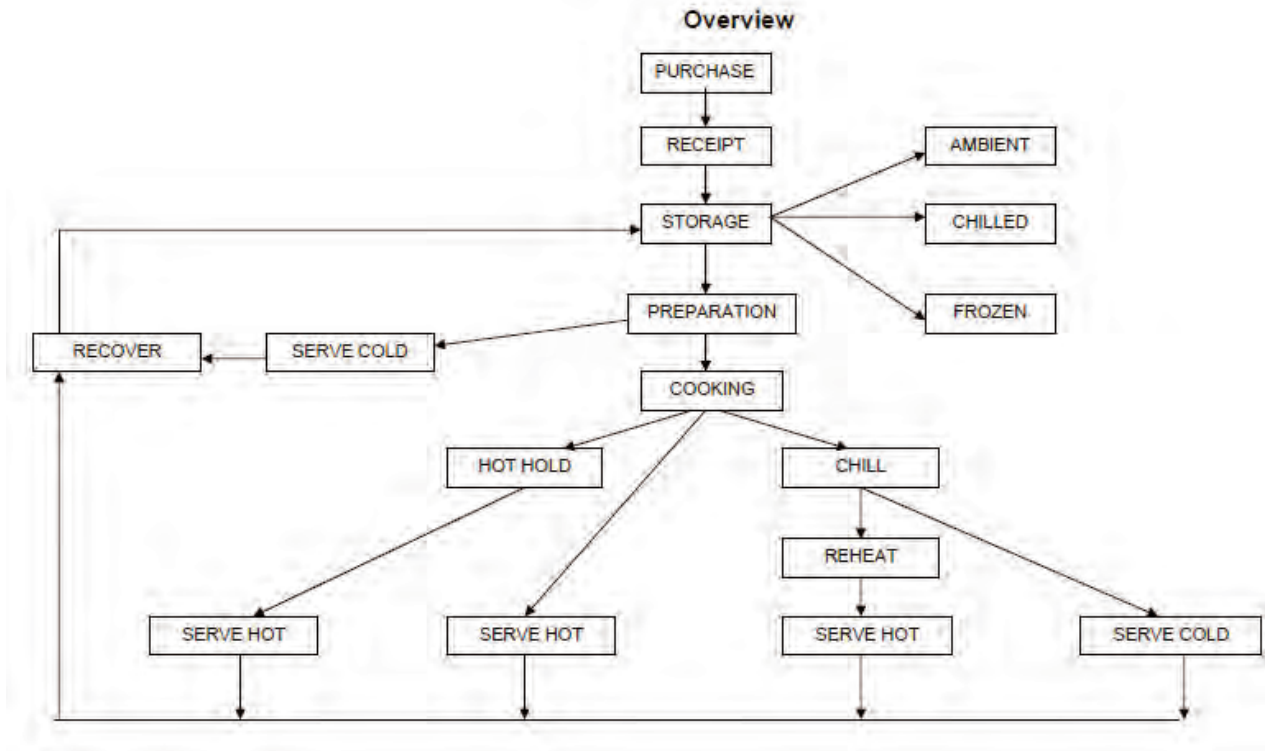 Overview
PURCHASE
RECEIPT
AMBIENT
STORAGE
CHILLED
PREPARATION
FROZEN
RECOVER
SERVE COLD
COOKING
HOT HOLD
CHILL
REHEAT
SERVE HOT
SERVE HOT
SERVE HOT
SERVE COLD